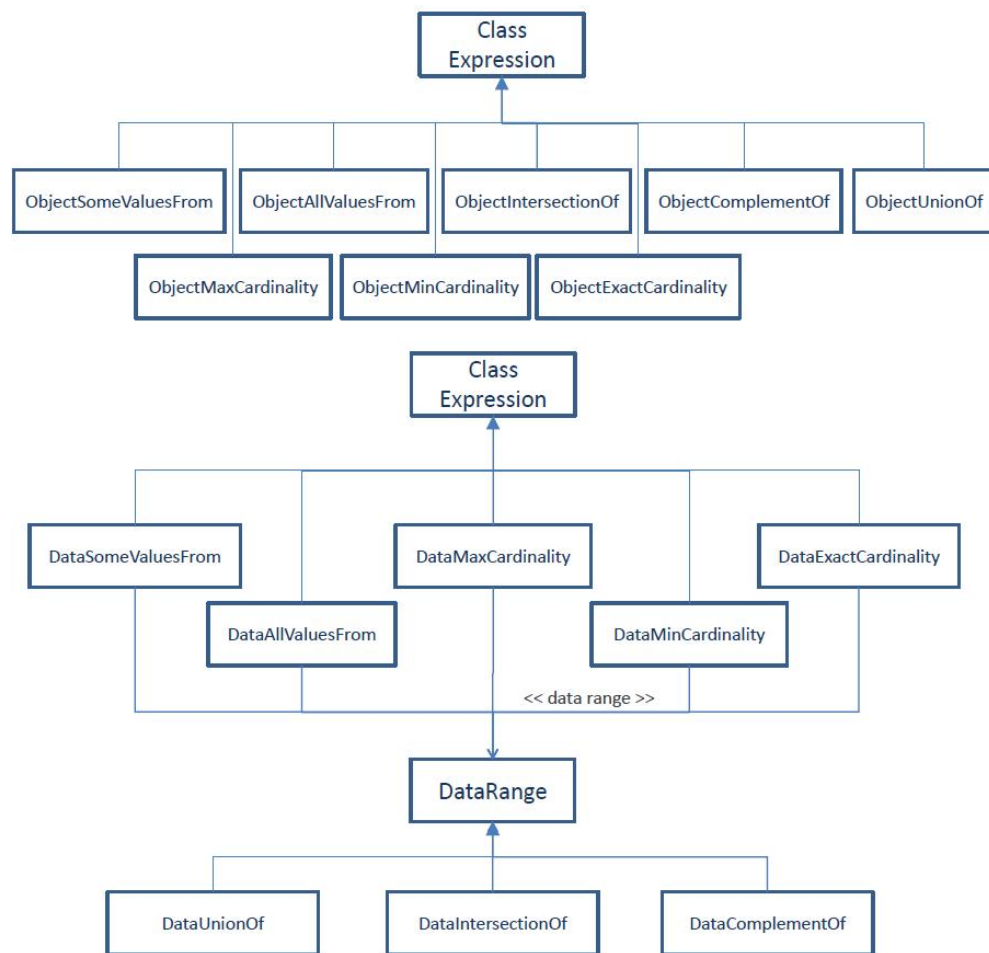 Class
Expression
ObjectSomeValuesFrom
ObjectAllValuesFrom
ObjectIntersectionOf
ObjectComplementOf
ObjectUnionOf
ObjectMaxCardinality
ObjectMinCardinality
ObjectExactCardinality
Class
Expression
DataSomeValuesFrom
DataMaxCardinality
DataExactCardinality
DataAllValuesFrom
DataMinCardinality
<< data range >>
DataRange
DataUnionOf
DataIntersectionOf
DataComplementOf